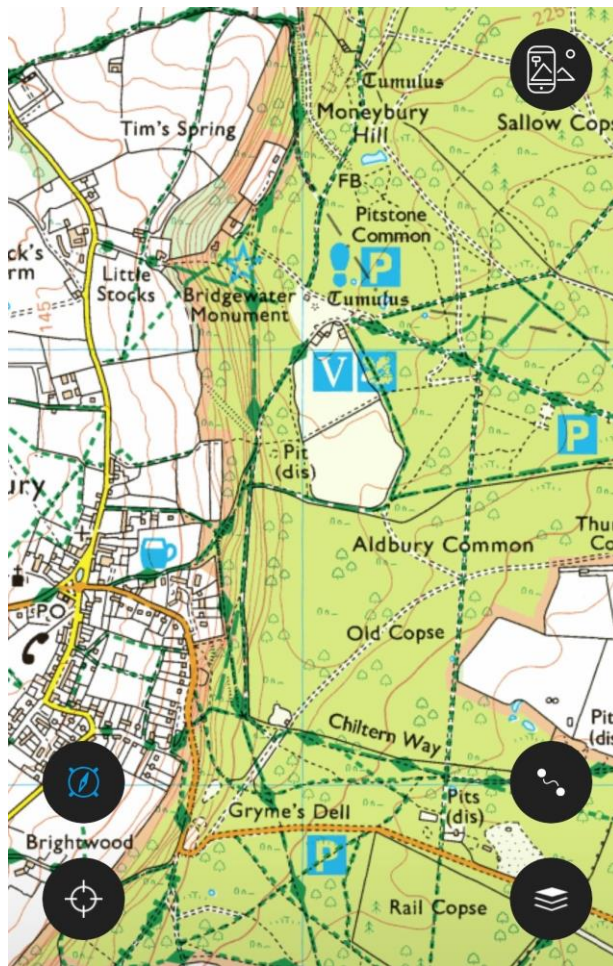 225
Tumulus
Moneybury
Hill
Sallow Cops
Tim's Spring
FB
Pitstone
Common
ck's
rm
Little
Stocks
145
Bridgewater
Monument
P
Tumulus
V
P
Pit
(dis)
ury
Aldbury Common
Thu
Co
PO
Old Copse
Pit
(dis
Chiltern Way
Gryme's Dell
Pits
(dis)
Brightwood
P
Rail Copse